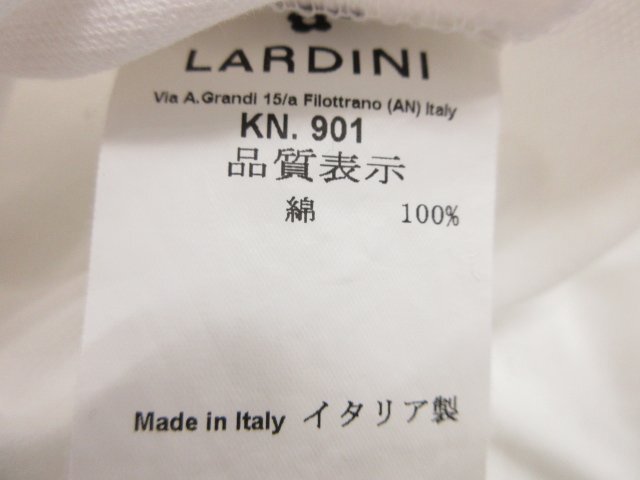 LARDINI
Via A.Grandi 15/a Filottrano (AN) Italy
KN. 901
品質表示
綿 100%
Made in Italy イタリア製